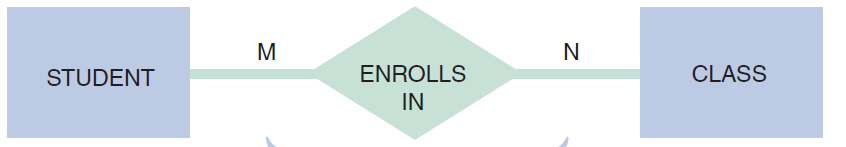 M
N
STUDENT
ENROLLS
IN
CLASS